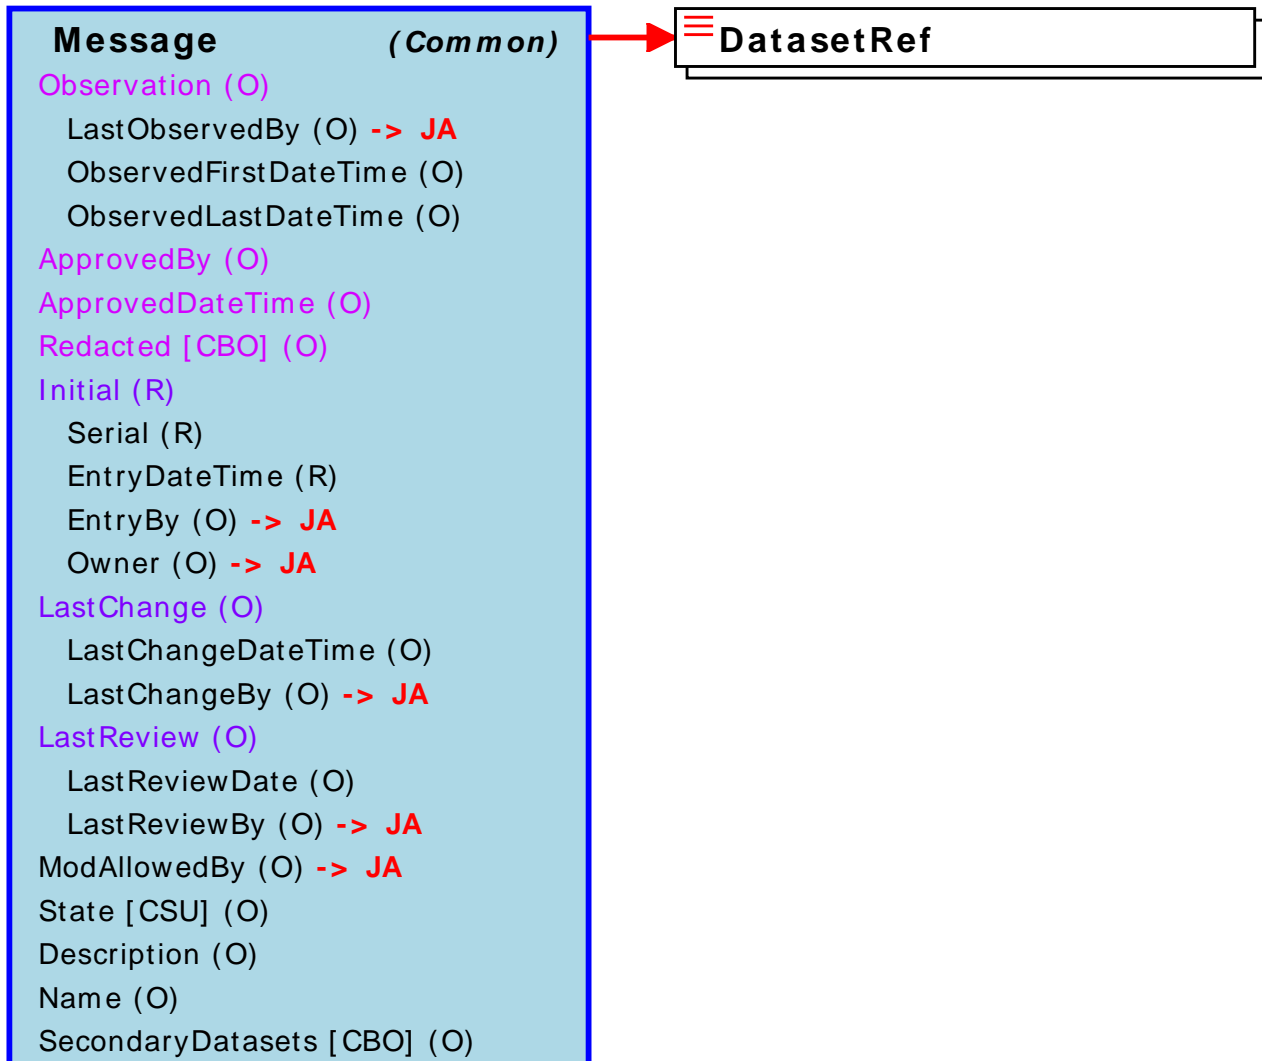 Message (Common)
DatasetRef
Observation (O)
LastObservedBy (O) -> JA
ObservedFirstDateTime (O)
ObservedLastDateTime (O)
ApprovedBy (O)
ApprovedDateTime (O)
Redacted [CBO] (O)
Initial (R)
Serial (R)
EntryDateTime (R)
EntryBy (O) -> JA
Owner (O) -> JA
LastChange (O)
LastChangeDateTime (O)
LastChangeBy (O) -> JA
LastReview (O)
LastReviewDate (O)
LastReviewBy (O) -> JA
ModAllowedBy (O) -> JA
State [CSU] (O)
Description (O)
Name (O)
SecondaryDatasets [CBO] (O)